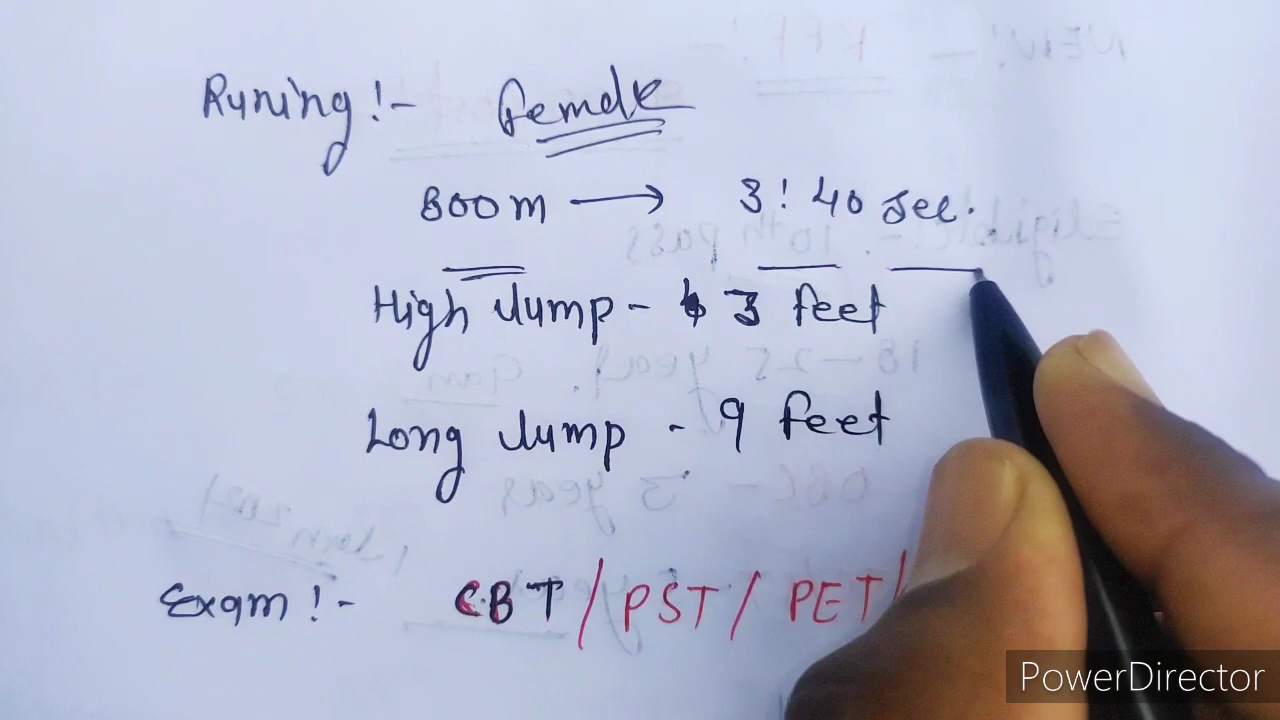 Runing :- Female
800m → 3:40 sec.
High Jump - 3 feet
Long Jump - 9 feet
Exam :- CBT / PST / PET /
PowerDirector